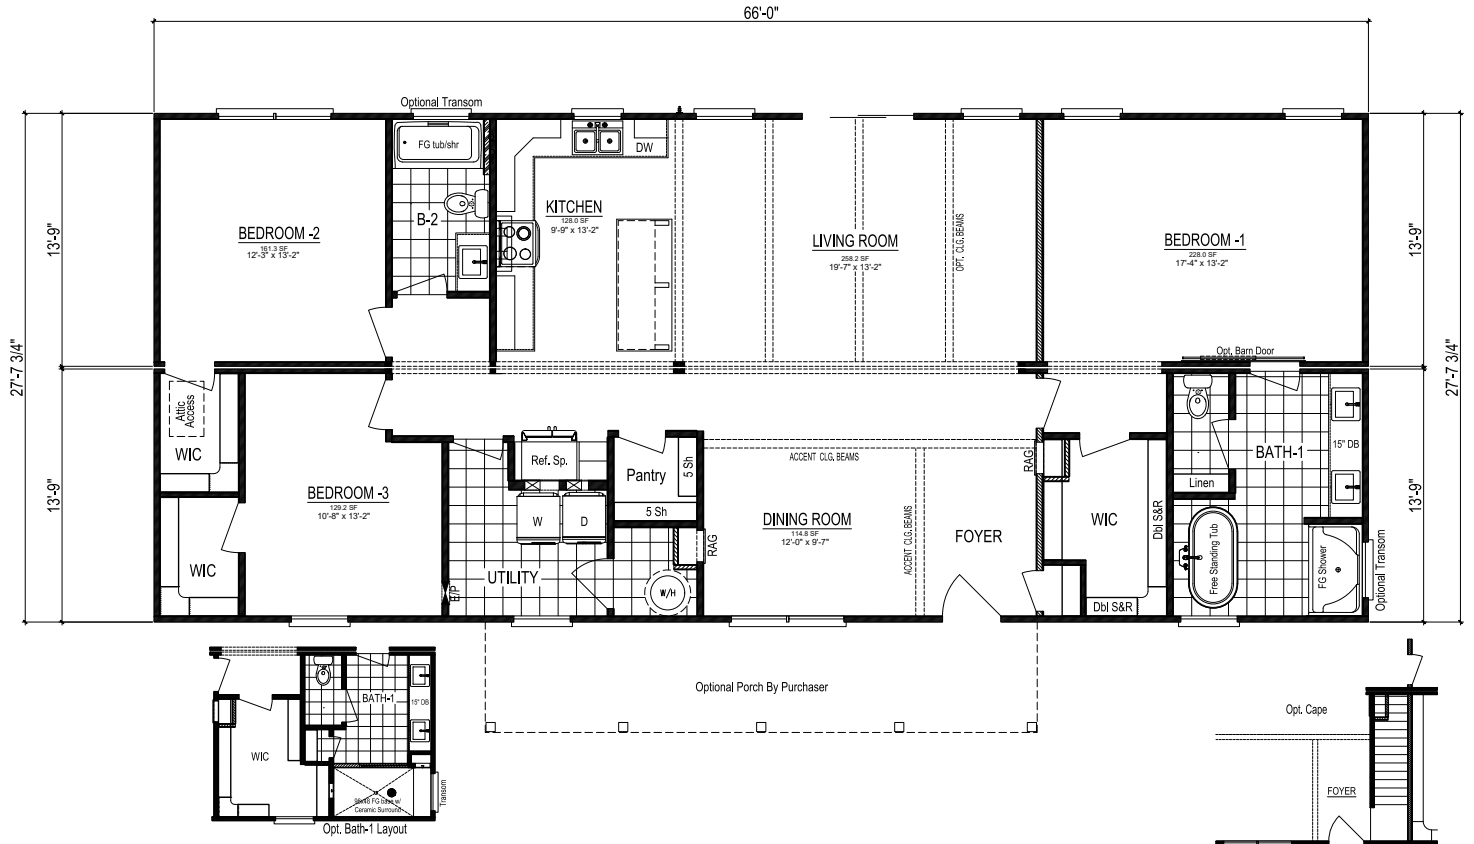 66'-0"
Optional Transom
FG tub/shr
DW
B-2
KITCHEN
128.0 SF
9'-9" x 13'-2"
BEDROOM -2
161.3 SF
12'-3" x 13'-2"
LIVING ROOM
258.2 SF
19'-7" x 13'-2"
OPT. CLG. BEAMS
BEDROOM -1
228.0 SF
17'-4" x 13'-2"
13'-9"
13'-9"
27'-7 3/4"
27'-7 3/4"
Opt. Barn Door
Attic
Access
WIC
BEDROOM -3
129.2 SF
10'-8" x 13'-2"
WIC
Ref. Sp.
Pantry
5 Sh
5 Sh
W
D
UTILITY
E/P
W/H
RAG
ACCENT CLG. BEAMS
DINING ROOM
114.8 SF
12'-0" x 9'-7"
ACCENT CLG. BEAMS
FOYER
RAG
WIC
Dbl S&R
Dbl S&R
BATH-1
15" DB
Linen
Free Standing Tub
FG Shower
Optional Transom
13'-9"
13'-9"
Optional Porch By Purchaser
BATH-1
15" DB
WIC
96x48 FG base w/
Ceramic Surround
Transom
Opt. Bath-1 Layout
Opt. Cape
FOYER